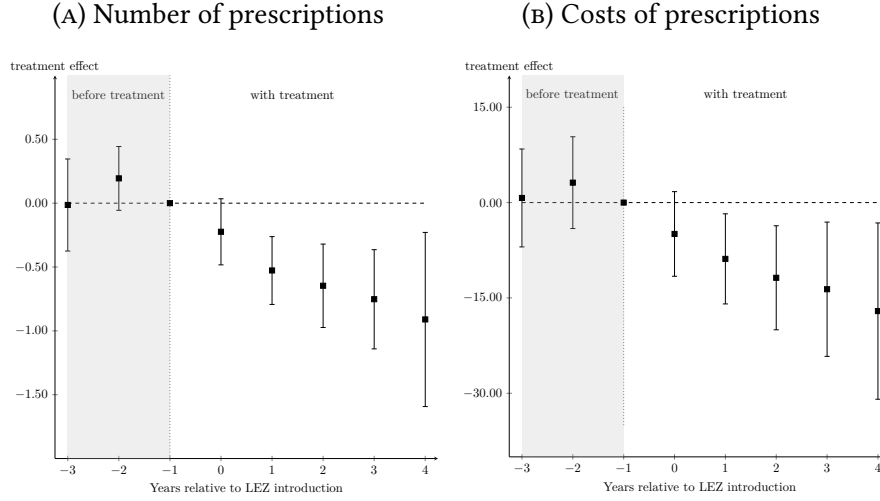 (A) Number of prescriptions
treatment effect
before treatment
with treatment
0.50
0.00
−0.50
−1.00
−1.50
−3 −2 −1 0 1 2 3 4
Years relative to LEZ introduction
(B) Costs of prescriptions
treatment effect
before treatment
with treatment
15.00
0.00
−15.00
−30.00
−3 −2 −1 0 1 2 3 4
Years relative to LEZ introduction